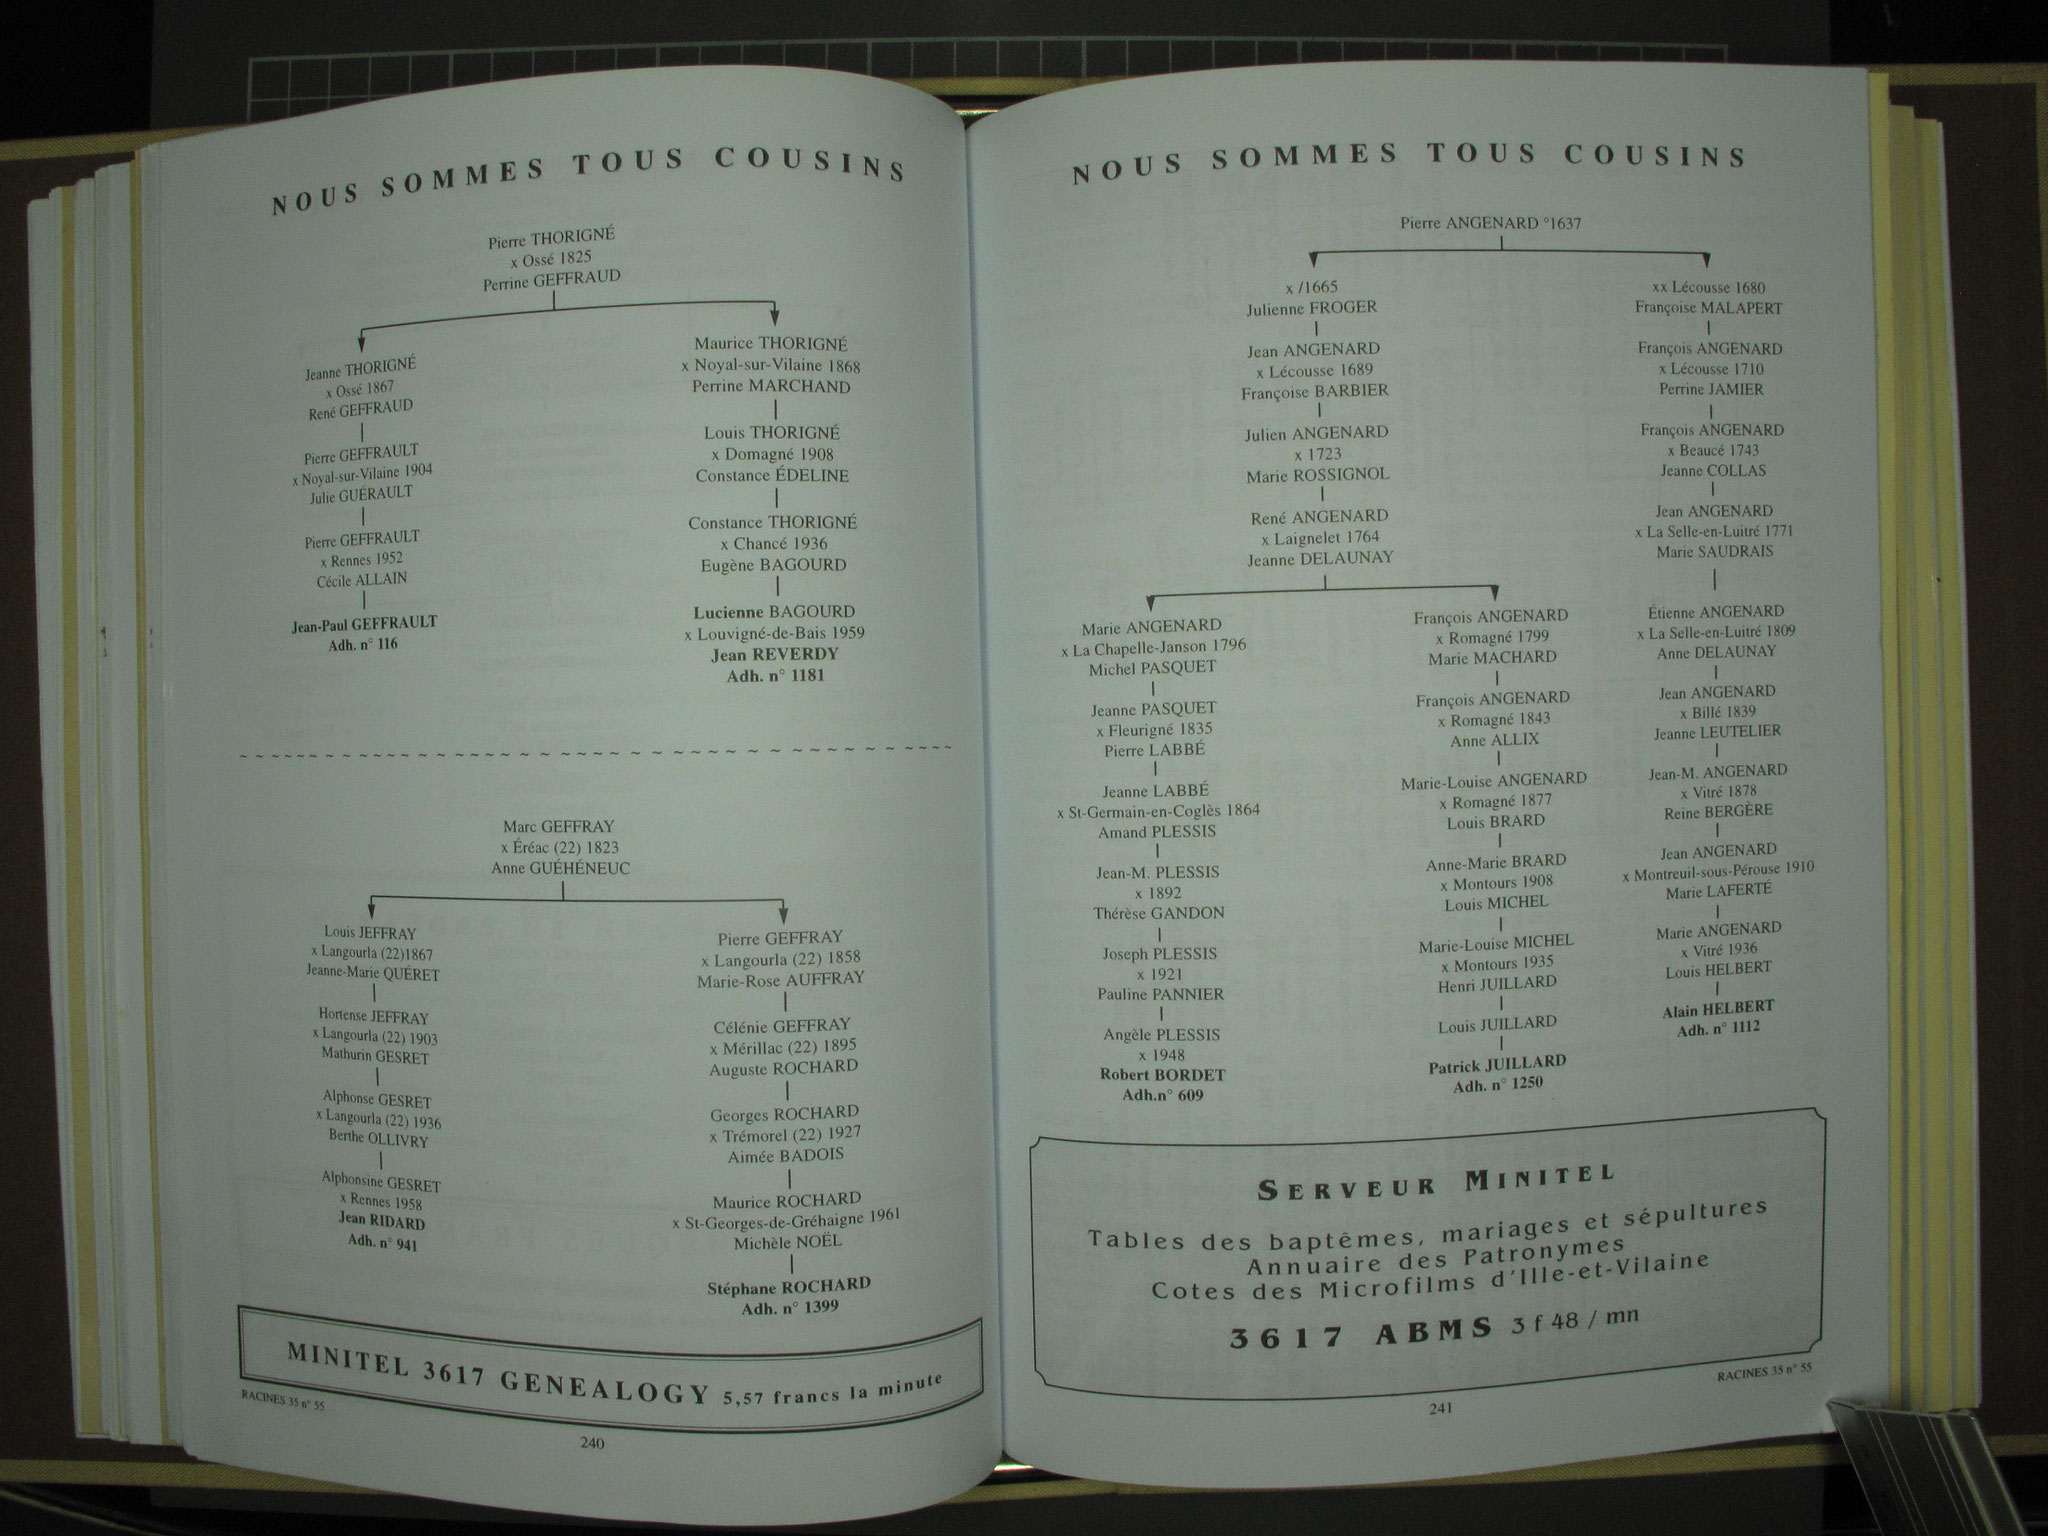 NOUS SOMMES TOUS COUSINS
Pierre THORIGNÉ
x Ossé 1825
Perrine GEFFRAUD
Jeanne THORIGNÉ
x Ossé 1867
René GEFFRAUD
Pierre GEFFRAULT
x Noyal-sur-Vilaine 1904
Julie GUÉRAULT
Pierre GEFFRAULT
x Rennes 1952
Cécile ALLAIN
Jean-Paul GEFFRAULT
Adh. n° 116
Maurice THORIGNÉ
x Noyal-sur-Vilaine 1868
Perrine MARCHAND
Louis THORIGNÉ
x Domagné 1908
Constance ÉDELINE
Constance THORIGNÉ
x Chancé 1936
Eugène BAGOURD
Lucienne BAGOURD
x Louvigné-de-Bais 1959
Jean REVERDY
Adh. n° 1181
~ ~ ~ ~ ~ ~ ~ ~ ~ ~ ~ ~ ~ ~ ~ ~ ~ ~ ~ ~ ~ ~ ~ ~ ~ ~ ~ ~ ~ ~ ~ ~ ~ ~ ~ ~ ~ ~ ~ ~
Marc GEFFRAY
x Éréac (22) 1823
Anne GUÉHÉNEUC
Louis JEFFRAY
x Langourla (22)1867
Jeanne-Marie QUÉRET
Hortense JEFFRAY
x Langourla (22) 1903
Mathurin GESRET
Alphonse GESRET
x Langourla (22) 1936
Berthe OLLIVRY
Alphonsine GESRET
x Rennes 1958
Jean RIDARD
Adh. n° 941
Pierre GEFFRAY
x Langourla (22) 1858
Marie-Rose AUFFRAY
Célénie GEFFRAY
x Mérillac (22) 1895
Auguste ROCHARD
Georges ROCHARD
x Trémorel (22) 1927
Aimée BADOIS
Maurice ROCHARD
x St-Georges-de-Gréhaigne 1961
Michèle NOËL
Stéphane ROCHARD
Adh. n° 1399
MINITEL 3617 GENEALOGY 5,57 francs la minute
RACINES 35 n° 55
240
NOUS SOMMES TOUS COUSINS
Pierre ANGENARD °1637
x /1665
Julienne FROGER
Jean ANGENARD
x Lécousse 1689
Françoise BARBIER
Julien ANGENARD
x 1723
Marie ROSSIGNOL
René ANGENARD
x Laignelet 1764
Jeanne DELAUNAY
Marie ANGENARD
x La Chapelle-Janson 1796
Michel PASQUET
Jeanne PASQUET
x Fleurigné 1835
Pierre LABBÉ
Jeanne LABBÉ
x St-Germain-en-Coglès 1864
Amand PLESSIS
Jean-M. PLESSIS
x 1892
Thérèse GANDON
Joseph PLESSIS
x 1921
Pauline PANNIER
Angèle PLESSIS
x 1948
Robert BORDET
Adh.n° 609
François ANGENARD
x Romagné 1799
Marie MACHARD
François ANGENARD
x Romagné 1843
Anne ALLIX
Marie-Louise ANGENARD
x Romagné 1877
Louis BRARD
Anne-Marie BRARD
x Montours 1908
Louis MICHEL
Marie-Louise MICHEL
x Montours 1935
Henri JUILLARD
Louis JUILLARD
Patrick JUILLARD
Adh. n° 1250
xx Lécousse 1680
Françoise MALAPERT
François ANGENARD
x Lécousse 1710
Perrine JAMIER
François ANGENARD
x Beaucé 1743
Jeanne COLLAS
Jean ANGENARD
x La Selle-en-Luitré 1771
Marie SAUDRAIS
Étienne ANGENARD
x La Selle-en-Luitré 1809
Anne DELAUNAY
Jean ANGENARD
x Billé 1839
Jeanne LEUTELIER
Jean-M. ANGENARD
x Vitré 1878
Reine BERGÈRE
Jean ANGENARD
x Montreuil-sous-Pérouse 1910
Marie LAFERTÉ
Marie ANGENARD
x Vitré 1936
Louis HELBERT
Alain HELBERT
Adh. n° 1112
SERVEUR MINITEL
Tables des baptêmes, mariages et sépultures
Annuaire des Patronymes
Cotes des Microfilms d'Ille-et-Vilaine
3617 ABMS 3 f 48 / mn
RACINES 35 n° 55
241